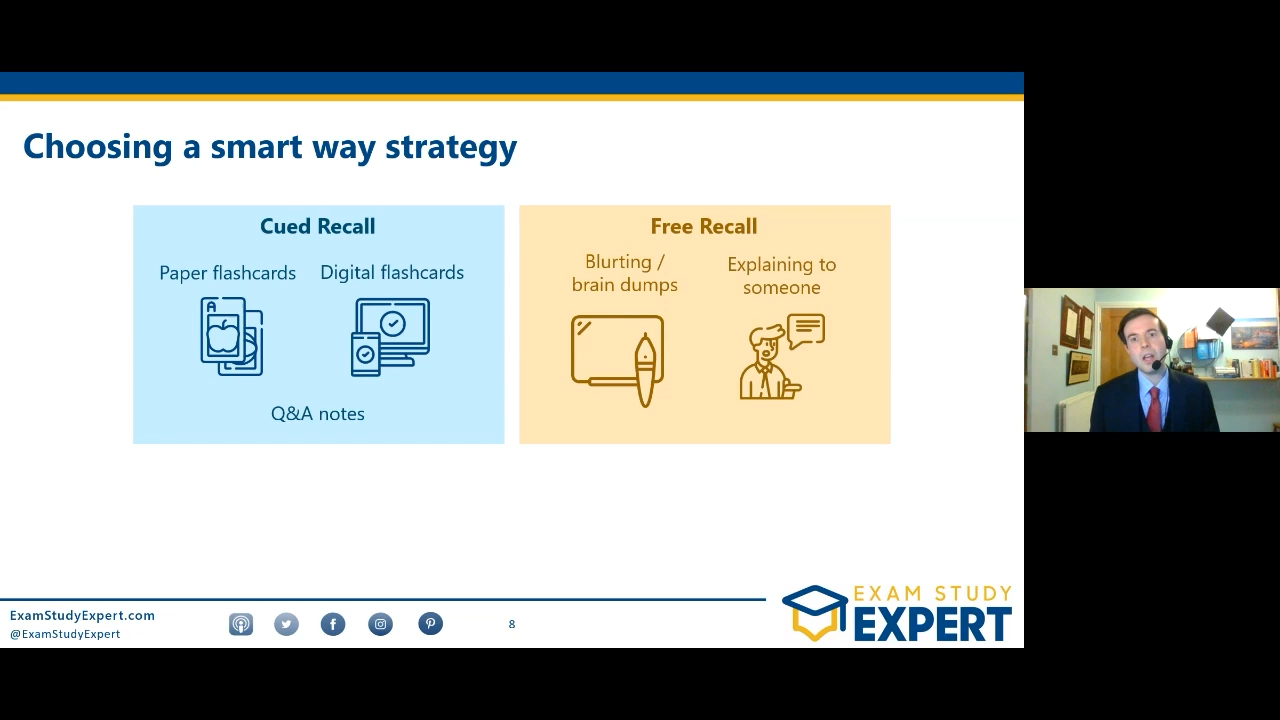 Choosing a smart way strategy
Cued Recall
Paper flashcards
Digital flashcards
A
Q&A notes
Free Recall
Blurting /
brain dumps
Explaining to
someone
ExamStudyExpert.com
@ExamStudyExpert
8
EXAM STUDY
EXPERT